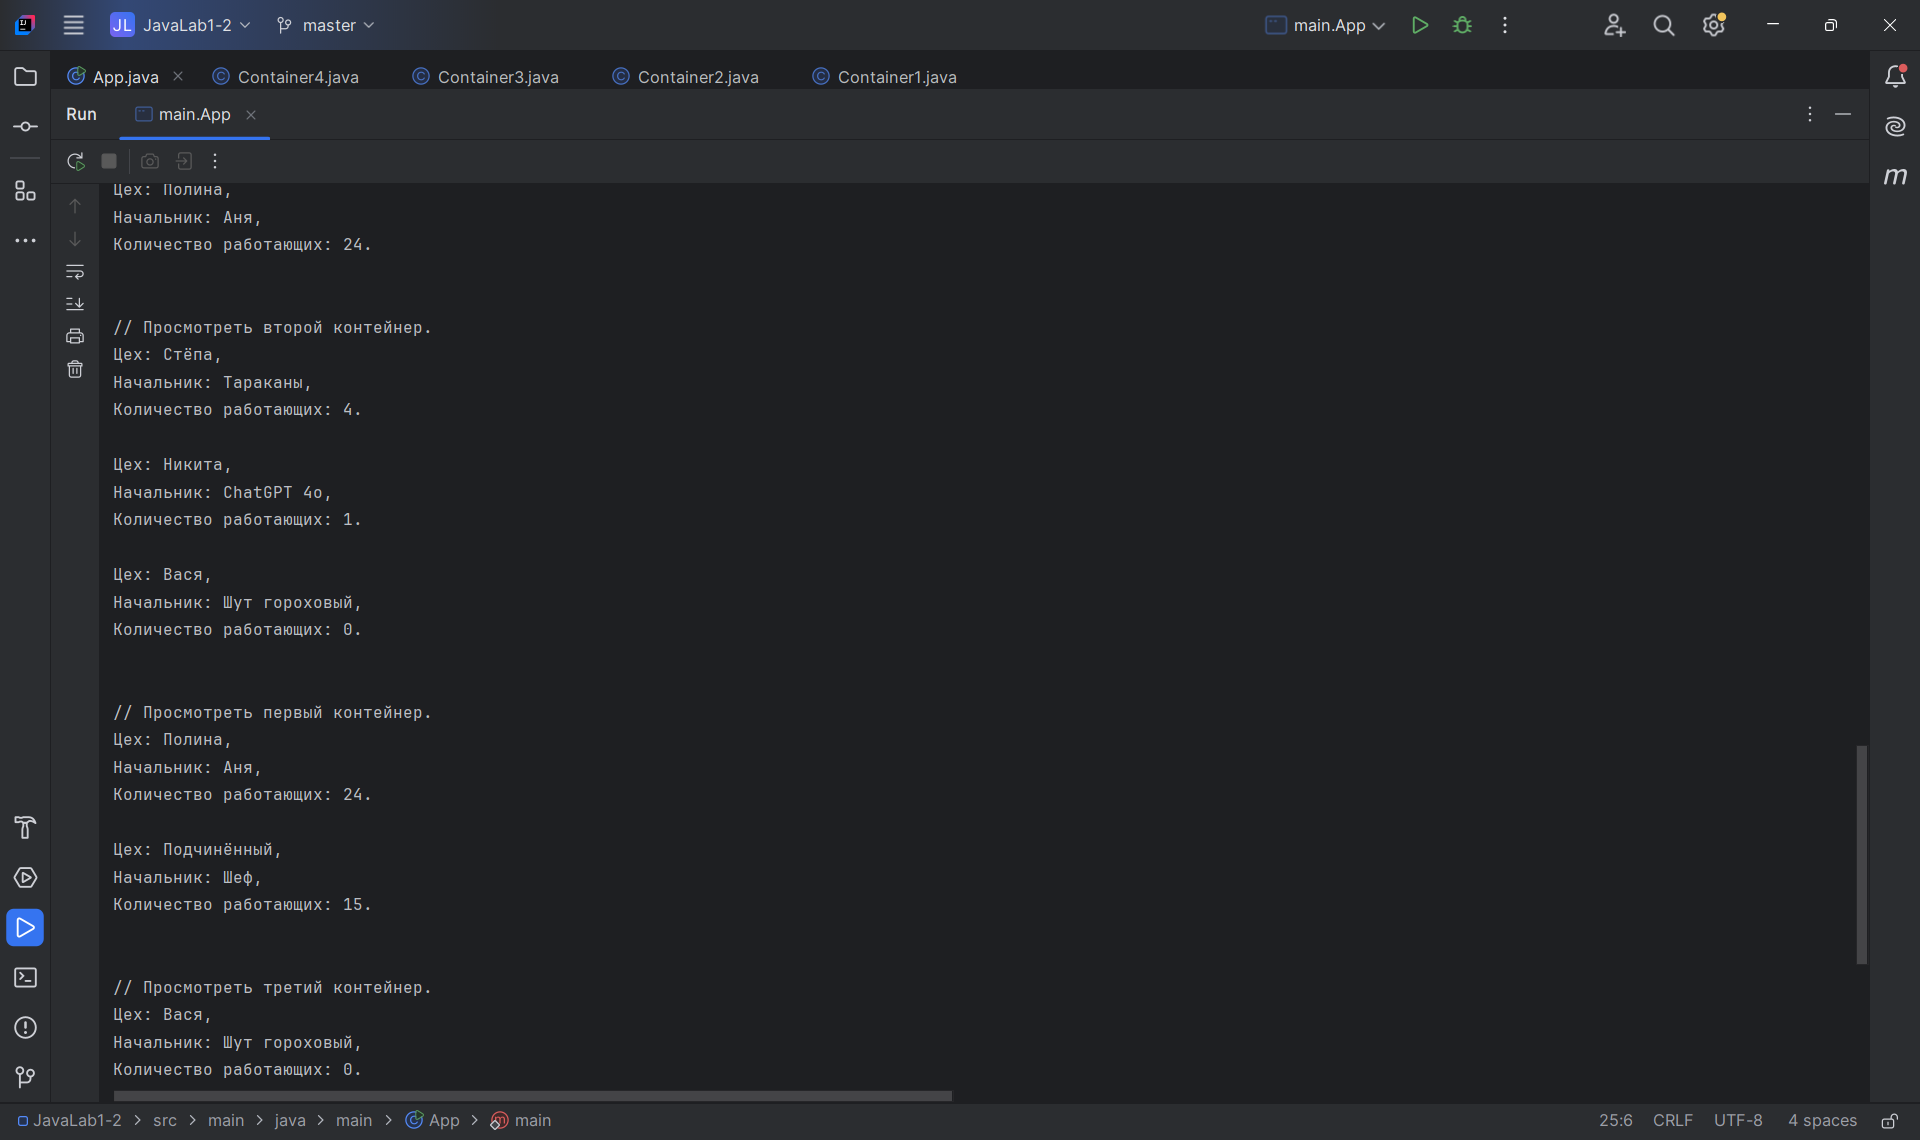 JL JavaLab1-2 master main.App
App.java Container4.java Container3.java Container2.java Container1.java
Run main.App
Цех: Полина,
Начальник: Аня,
Количество работающих: 24.
// Просмотреть второй контейнер.
Цех: Стёпа,
Начальник: Тараканы,
Количество работающих: 4.
Цех: Никита,
Начальник: ChatGPT 4o,
Количество работающих: 1.
Цех: Вася,
Начальник: Шут гороховый,
Количество работающих: 0.
// Просмотреть первый контейнер.
Цех: Полина,
Начальник: Аня,
Количество работающих: 24.
Цех: Подчинённый,
Начальник: Шеф,
Количество работающих: 15.
// Просмотреть третий контейнер.
Цех: Вася,
Начальник: Шут гороховый,
Количество работающих: 0.
JavaLab1-2 > src > main > java > main > App > main 25:6 CRLF UTF-8 4 spaces